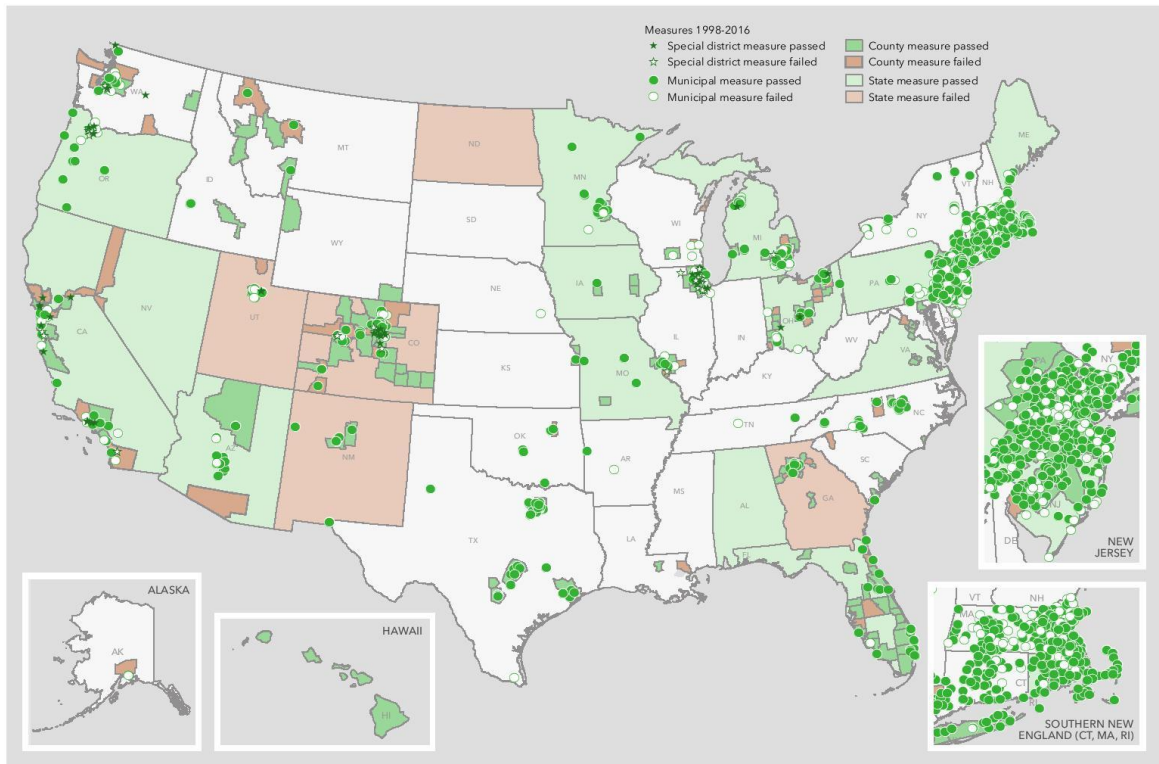 Measures 1998-2016
Special district measure passed
Special district measure failed
Municipal measure passed
Municipal measure failed
County measure passed
County measure failed
State measure passed
State measure failed
WA
OR
CA
NV
ID
MT
WY
UT
AZ
CO
NM
ND
SD
NE
KS
OK
TX
MN
IA
MO
AR
LA
WI
IL
MI
IN
OH
KY
TN
MS
AL
GA
FL
SC
NC
VA
WV
PA
NY
VT
NH
ME
DE
ALASKA
AK
HAWAII
HI
PA
NY
NJ
DE
NEW
JERSEY
VT
NH
MA
CT
RI
SOUTHERN NEW
ENGLAND (CT, MA, RI)